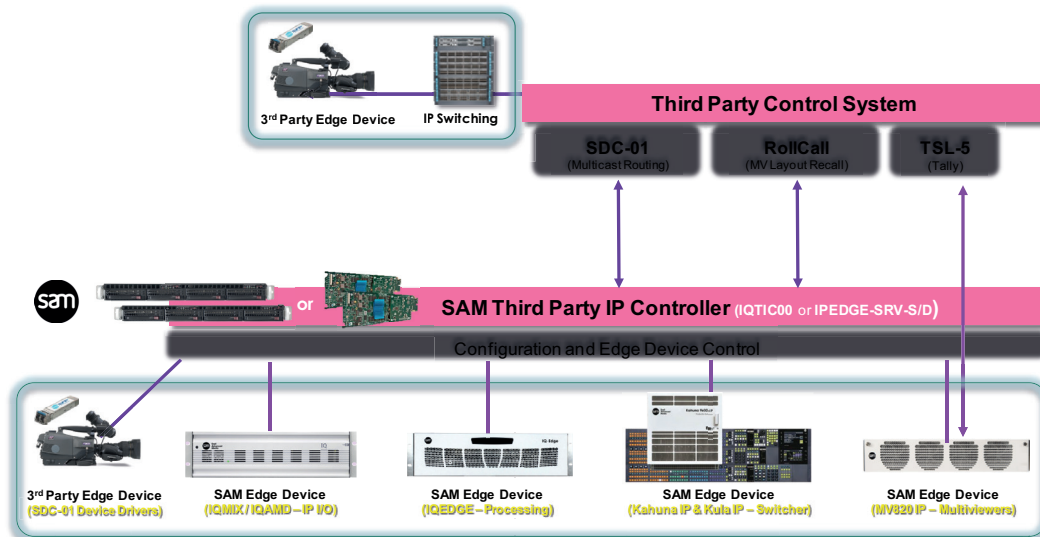 3rd Party Edge Device
IP Switching
Third Party Control System
SDC-01
(Multicast Routing)
RollCall
(MV Layout Recall)
TSL-5
(Tally)
sam
or
SAM Third Party IP Controller (IQTIC00 or IPEDGE-SRV-S/D)
Configuration and Edge Device Control
IQ
IQ Edge
3rd Party Edge Device
(SDC-01 Device Drivers)
SAM Edge Device
(IQMIX / IQAMD – IP I/O)
SAM Edge Device
(IQEDGE – Processing)
SAM Edge Device
(Kahuna IP & Kula IP – Switcher)
SAM Edge Device
(MV820 IP – Multiviewers)